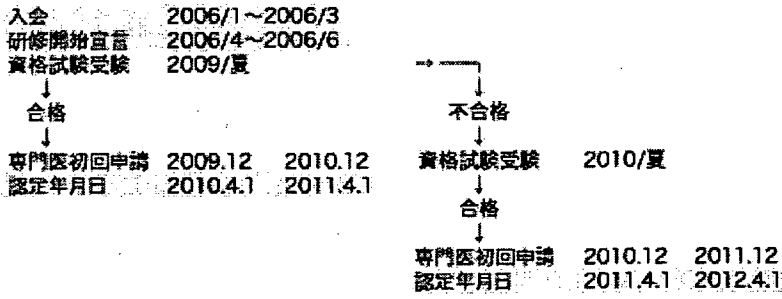 入会 2006/1～2006/3
研修開始宣言 2006/4～2006/6
資格試験受験 2009/夏
合格
不合格
専門医初回申請 2009.12 2010.12
認定年月日 2010.4.1 2011.4.1
資格試験受験 2010/夏
合格
専門医初回申請 2010.12 2011.12
認定年月日 2011.4.1 2012.4.1